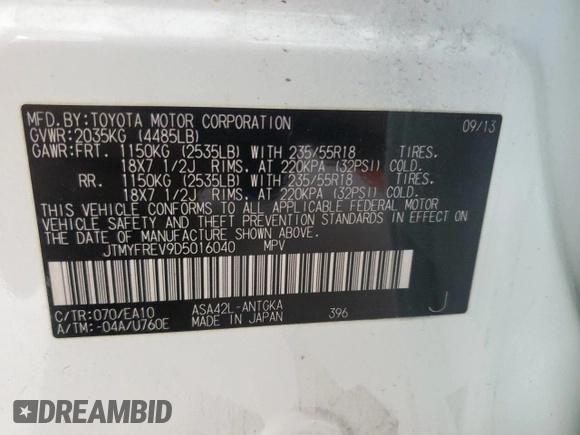 MFD.BY:TOYOTA MOTOR CORPORATION 09/13
GVWR:2035KG (4485LB)
GAWR:FRT. 1150KG (2535LB) WITH 235/55R18 TIRES.
18X7 1/2J RIMS. AT 220KPA (32PSI) COLD.
RR. 1150KG (2535LB) WITH 235/55R18 TIRES.
18X7 1/2J RIMS. AT 220KPA (32PSI) COLD.
THIS VEHICLE CONFORMS TO ALL APPLICABLE FEDERAL MOTOR
VEHICLE SAFETY AND THEFT PREVENTION STANDARDS IN EFFECT ON
THE DATE OF MANUFACTURE SHOWN ABOVE.
JTMYFREV9D5016040 MPV
C/TR:070/EA10 ASA42L-ANTGKA 396 J
A/TM:-04A/U760E MADE IN JAPAN
DREAMBID